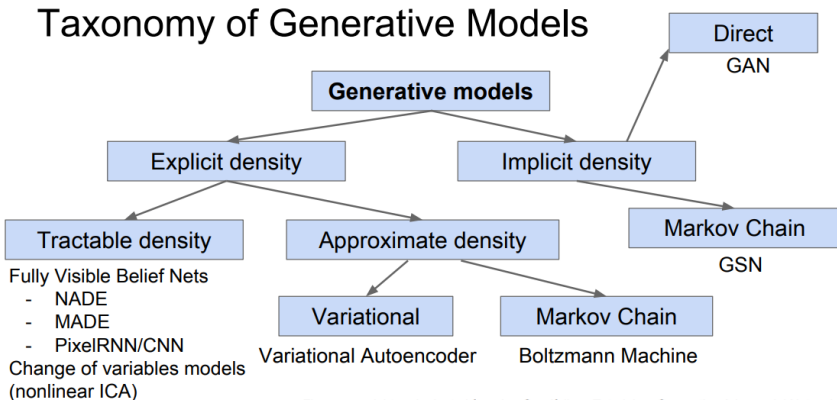 Taxonomy of Generative Models
Direct
GAN
Generative models
Explicit density
Implicit density
Tractable density
Approximate density
Markov Chain
GSN
Fully Visible Belief Nets
- NADE
- MADE
- PixelRNN/CNN
Change of variables models
(nonlinear ICA)
Variational
Variational Autoencoder
Markov Chain
Boltzmann Machine